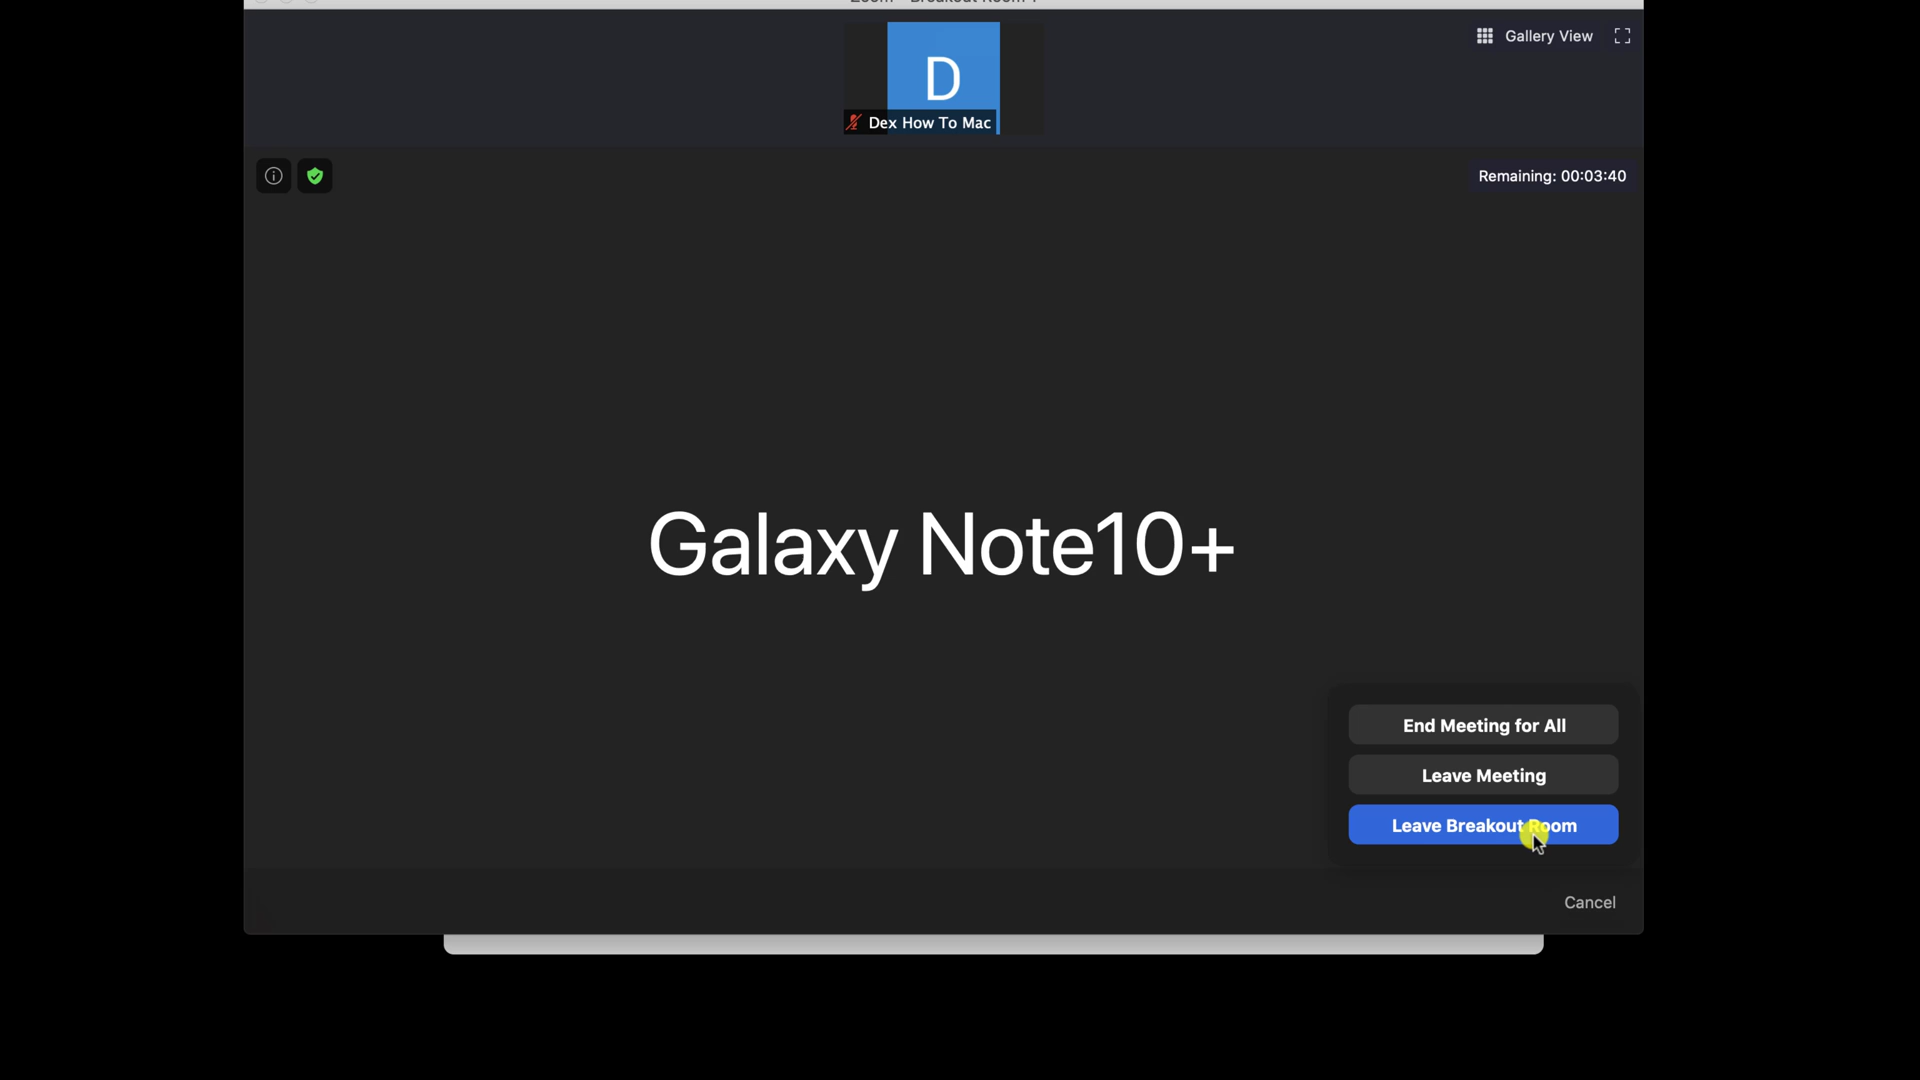 Gallery View
D
Dex How To Mac
Remaining: 00:03:40
Galaxy Note10+
End Meeting for All
Leave Meeting
Leave Breakout Room
Cancel